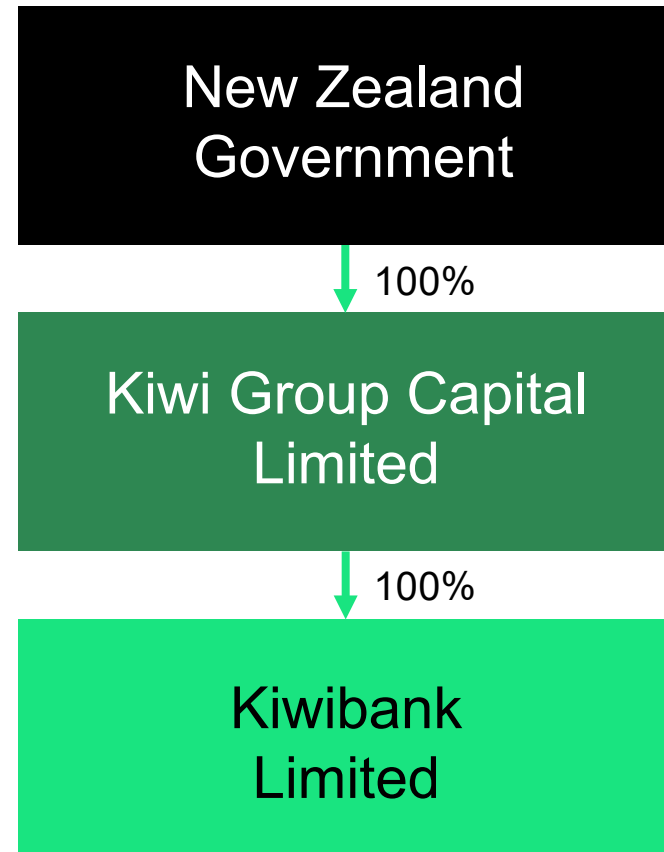 New Zealand
Government
100%
Kiwi Group Capital
Limited
100%
Kiwibank
Limited